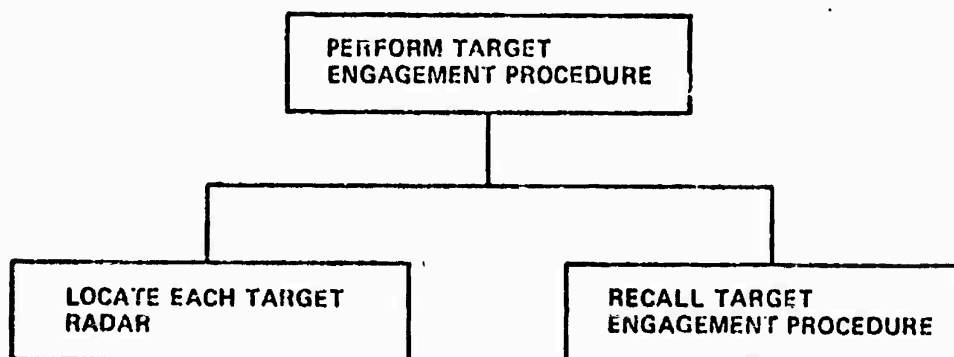 PERFORM TARGET
ENGAGEMENT PROCEDURE
LOCATE EACH TARGET
RADAR
RECALL TARGET
ENGAGEMENT PROCEDURE